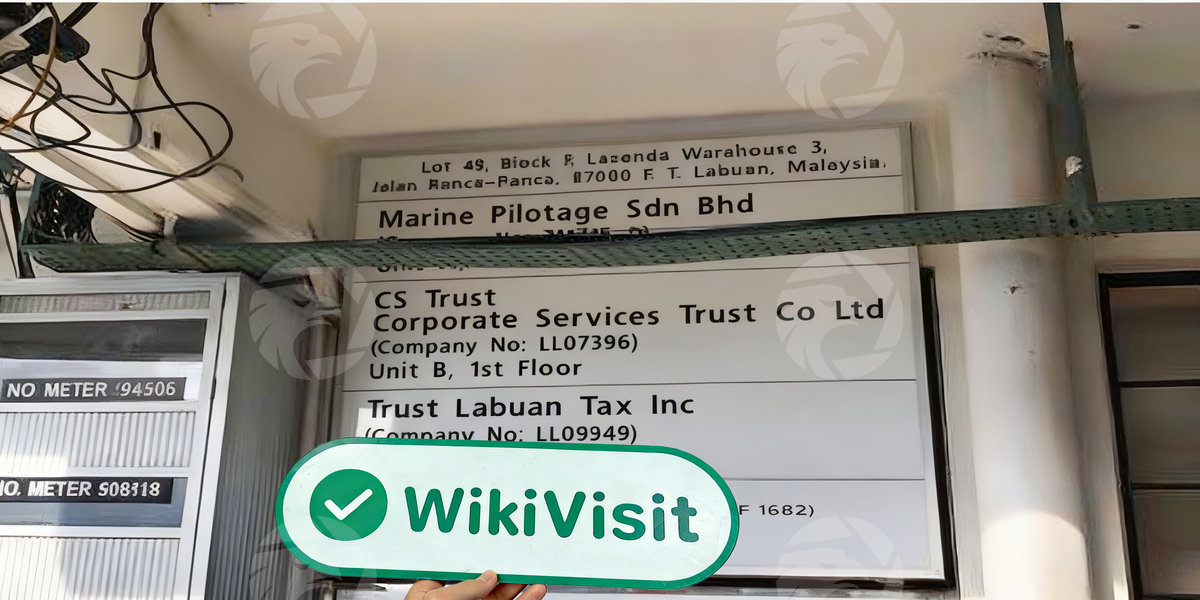 Lot 49, Block F, Lazenda Warehouse 3,
Jalan Ranca-Ranca, 87000 F. T. Labuan, Malaysia.
Marine Pilotage Sdn Bhd
CS Trust
Corporate Services Trust Co Ltd
(Company No: LL07396)
Unit B, 1st Floor
Trust Labuan Tax Inc
(Company No: LL09949)
F 1682)
NO METER 94506
NO. METER S08318
WikiVisit